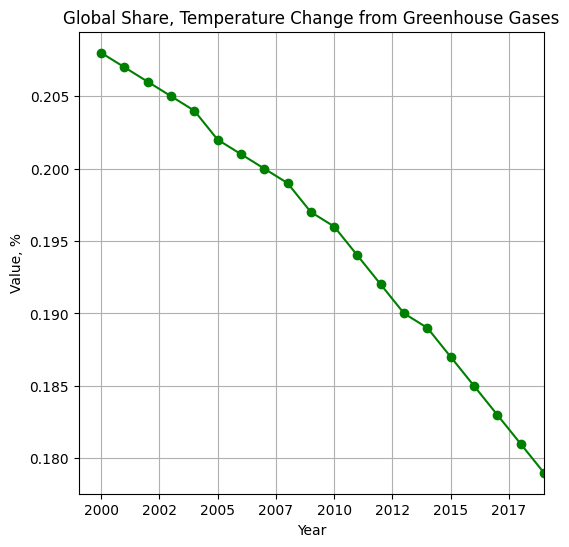 Global Share, Temperature Change from Greenhouse Gases
Value, %
0.205
0.200
0.195
0.190
0.185
0.180
2000 2002 2005 2007 2010 2012 2015 2017
Year